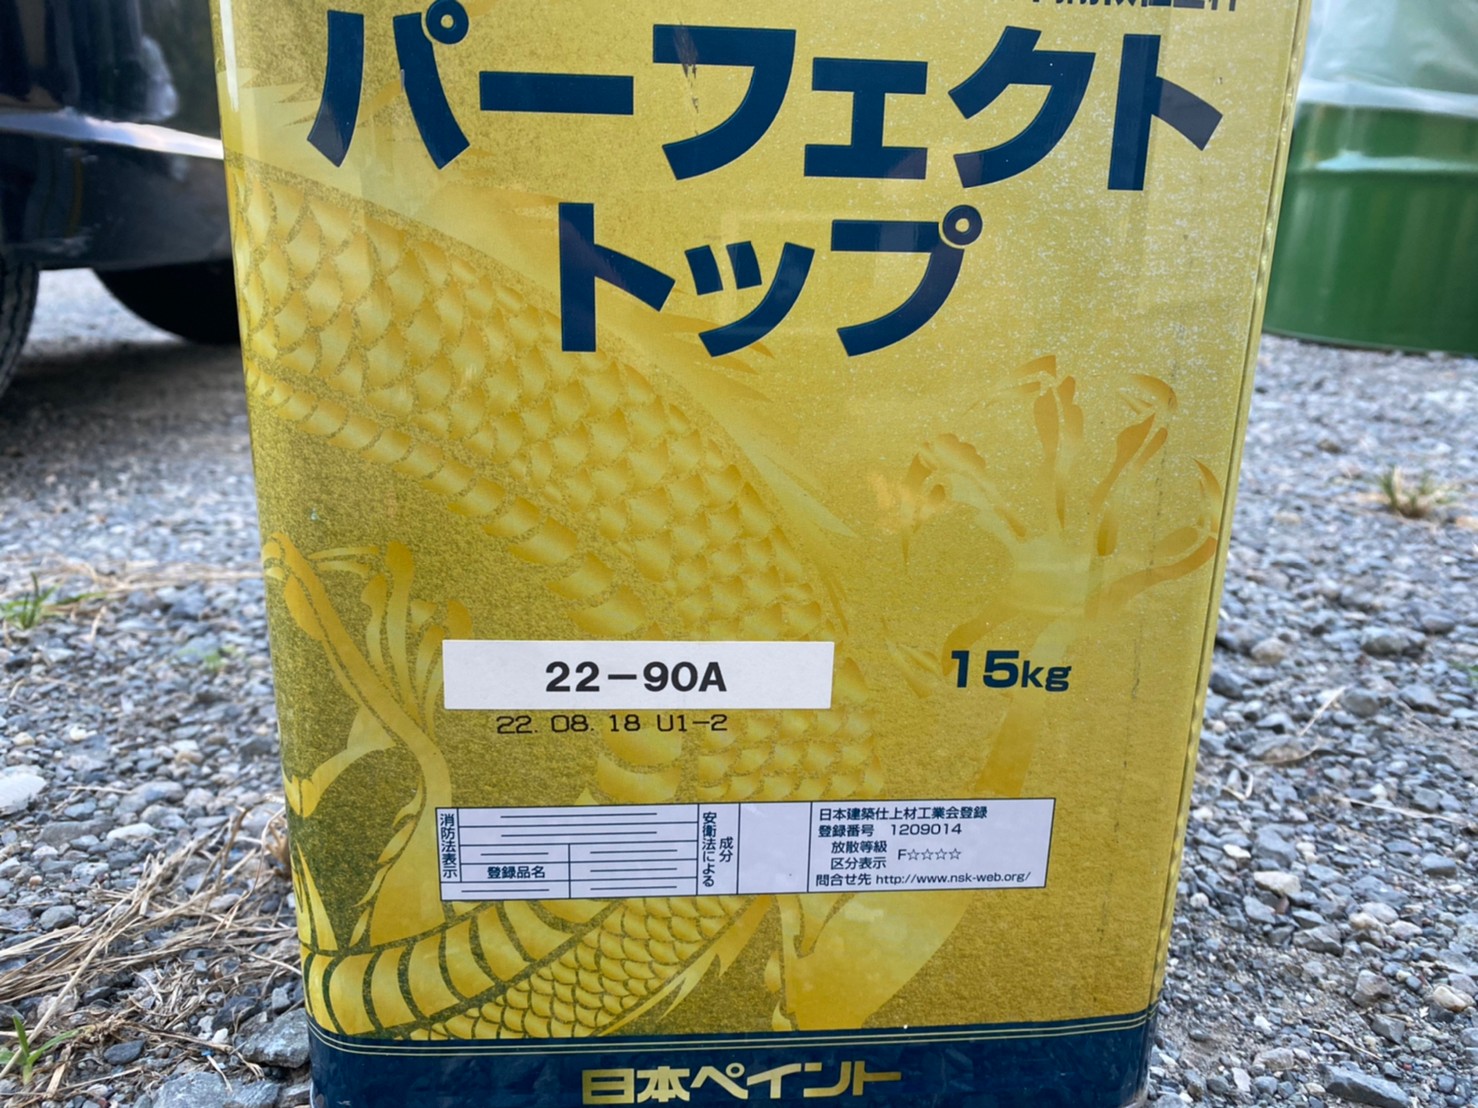 パーフェクト
トップ
15kg
22-90A
22. 08. 18 U1-2
消防法表示
登録品名
安衛法による
成分
日本建築仕上材工業会登録
登録番号 1209014
放散等級
区分表示 F☆☆☆☆
問合せ先 http://www.nsk-web.org/
日本ペイント